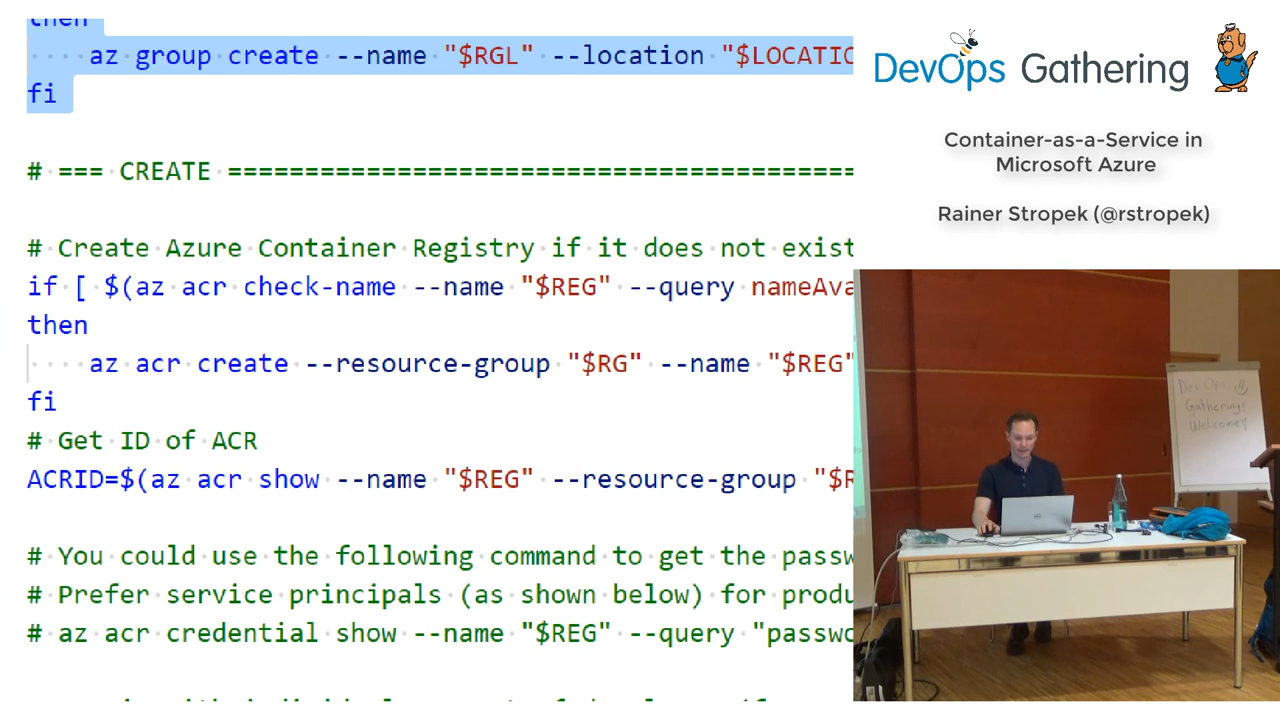 then
az group create --name "$RGL" --location "$LOCATIO
fi
# === CREATE =========================================
# Create Azure Container Registry if it does not exist
if [ $(az acr check-name --name "$REG" --query nameAva
then
az acr create --resource-group "$RG" --name "$REG"
fi
# Get ID of ACR
ACRID=$(az acr show --name "$REG" --resource-group "$R
# You could use the following command to get the passw
# Prefer service principals (as shown below) for produ
# az acr credential show --name "$REG" --query "passwo
DevOps Gathering
Container-as-a-Service in
Microsoft Azure
Rainer Stropek (@rstropek)
DevOps
Gathering!
Welcome!